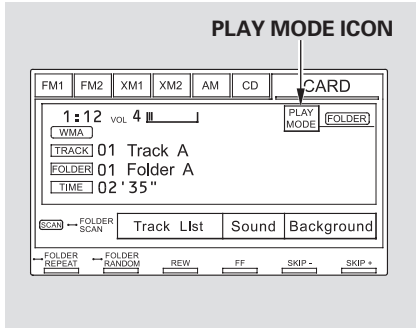 PLAY MODE ICON
FM1 FM2 XM1 XM2 AM CD CARD
1:12 VOL 4 PLAY MODE FOLDER
WMA
TRACK 01 Track A
FOLDER 01 Folder A
TIME 02'35"
SCAN FOLDER SCAN Track LIst Sound Background
FOLDER REPEAT FOLDER RANDOM REW FF SKIP - SKIP +